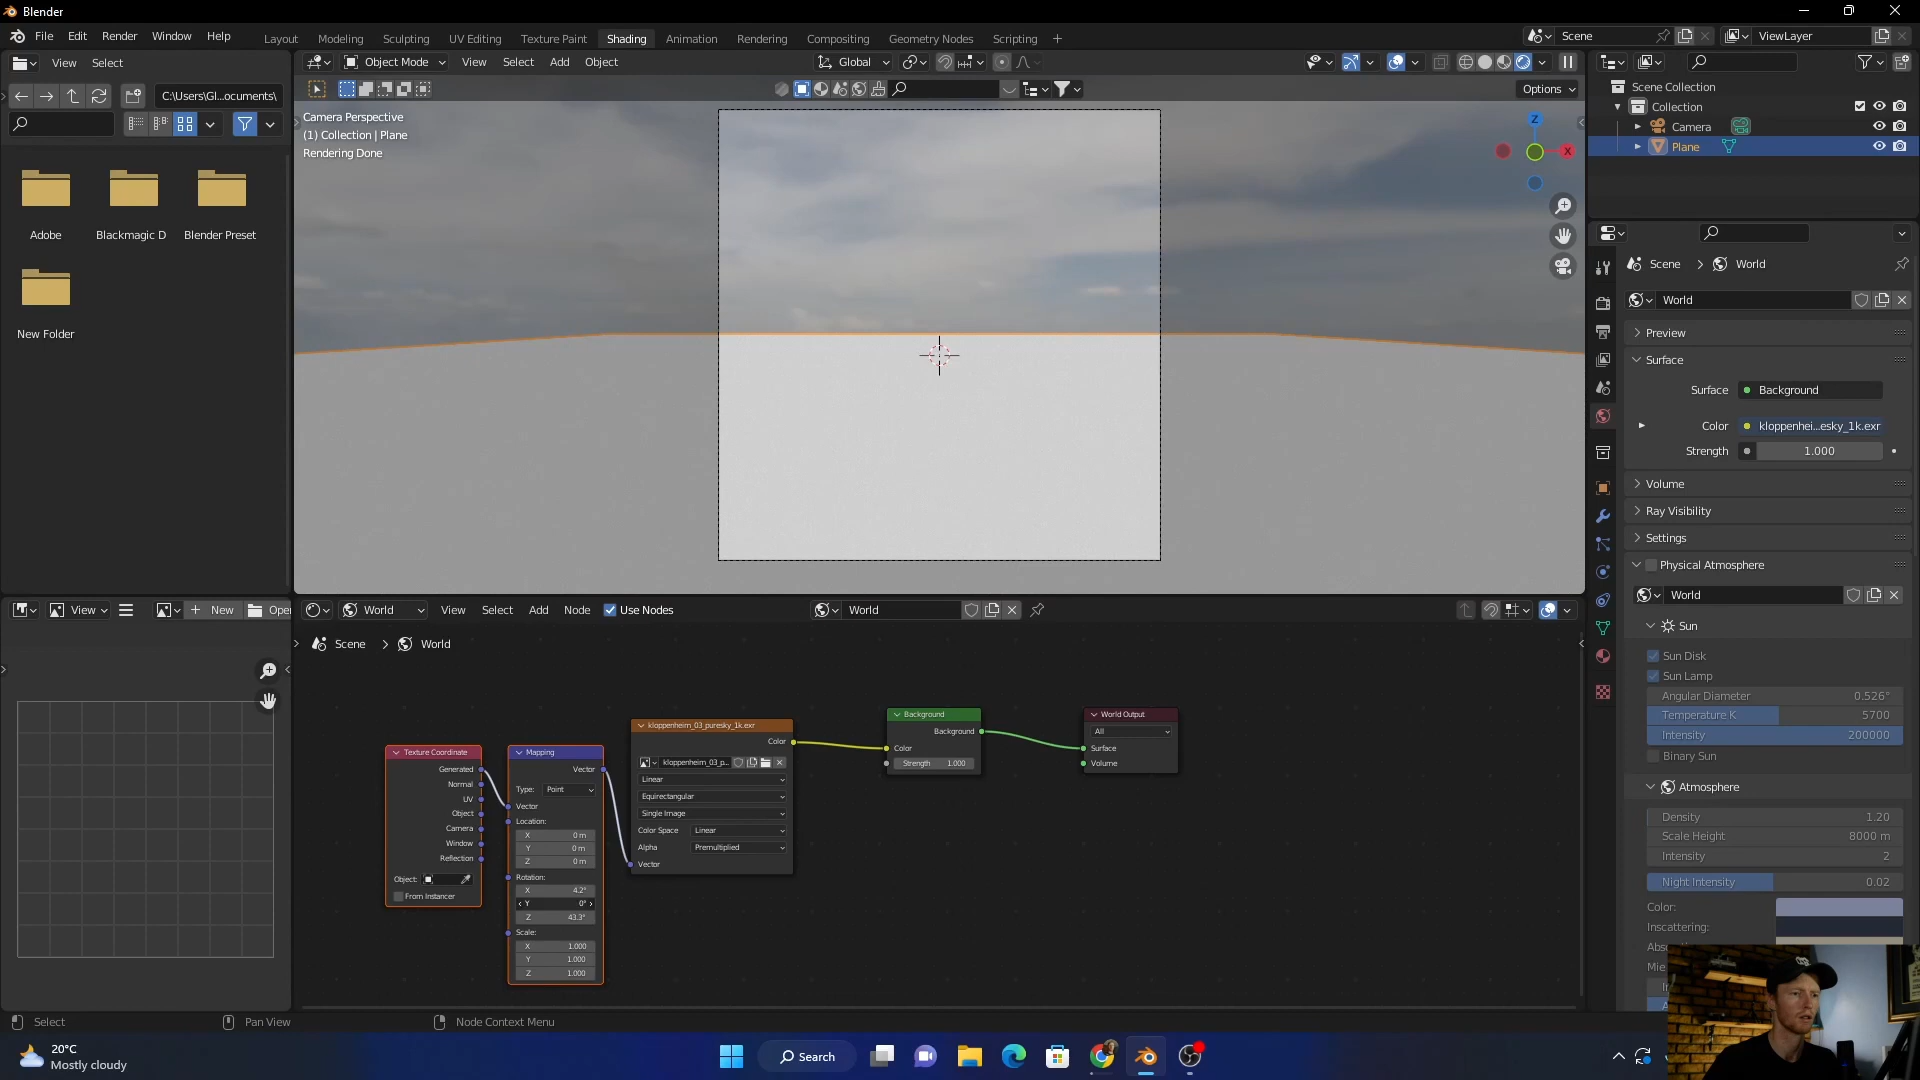 Blender
File Edit Render Window Help
Layout Modeling Sculpting UV Editing Texture Paint Shading Animation Rendering Compositing Geometry Nodes Scripting +
Scene
ViewLayer
View Select
Object Mode View Select Add Object
Global
C:\Users\Gl...ocuments\
Options
Camera Perspective
(1) Collection | Plane
Rendering Done
Z
X
Adobe
Blackmagic D
Blender Preset
New Folder
Scene Collection
Collection
Camera
Plane
Scene > World
World
Preview
Surface
Surface Background
Color kloppenhei...esky_1k.exr
Strength 1.000
Volume
Ray Visibility
Settings
Physical Atmosphere
World
Sun
Sun Disk
Sun Lamp
Angular Diameter 0.526°
Temperature K 5700
Intensity 200000
Binary Sun
Atmosphere
Density 1.20
Scale Height 8000 m
Intensity 2
Night Intensity 0.02
Color:
Inscattering:
Mie
View + New Open
World View Select Add Node Use Nodes
World
Scene > World
Texture Coordinate
Generated
Normal
UV
Object
Camera
Window
Reflection
Object:
From Instancer
Mapping
Vector
Type: Point
Vector
Location:
X 0 m
Y 0 m
Z 0 m
Rotation:
X 4.2°
Y 0°
Z 43.3°
Scale:
X 1.000
Y 1.000
Z 1.000
kloppenheim_03_puresky_1k.exr
Color
kloppenheim_03_p...
Linear
Equirectangular
Single Image
Color Space Linear
Alpha Premultiplied
Vector
Background
Background
Color
Strength 1.000
World Output
All
Surface
Volume
Select
Pan View
Node Context Menu
20°C
Mostly cloudy
Search